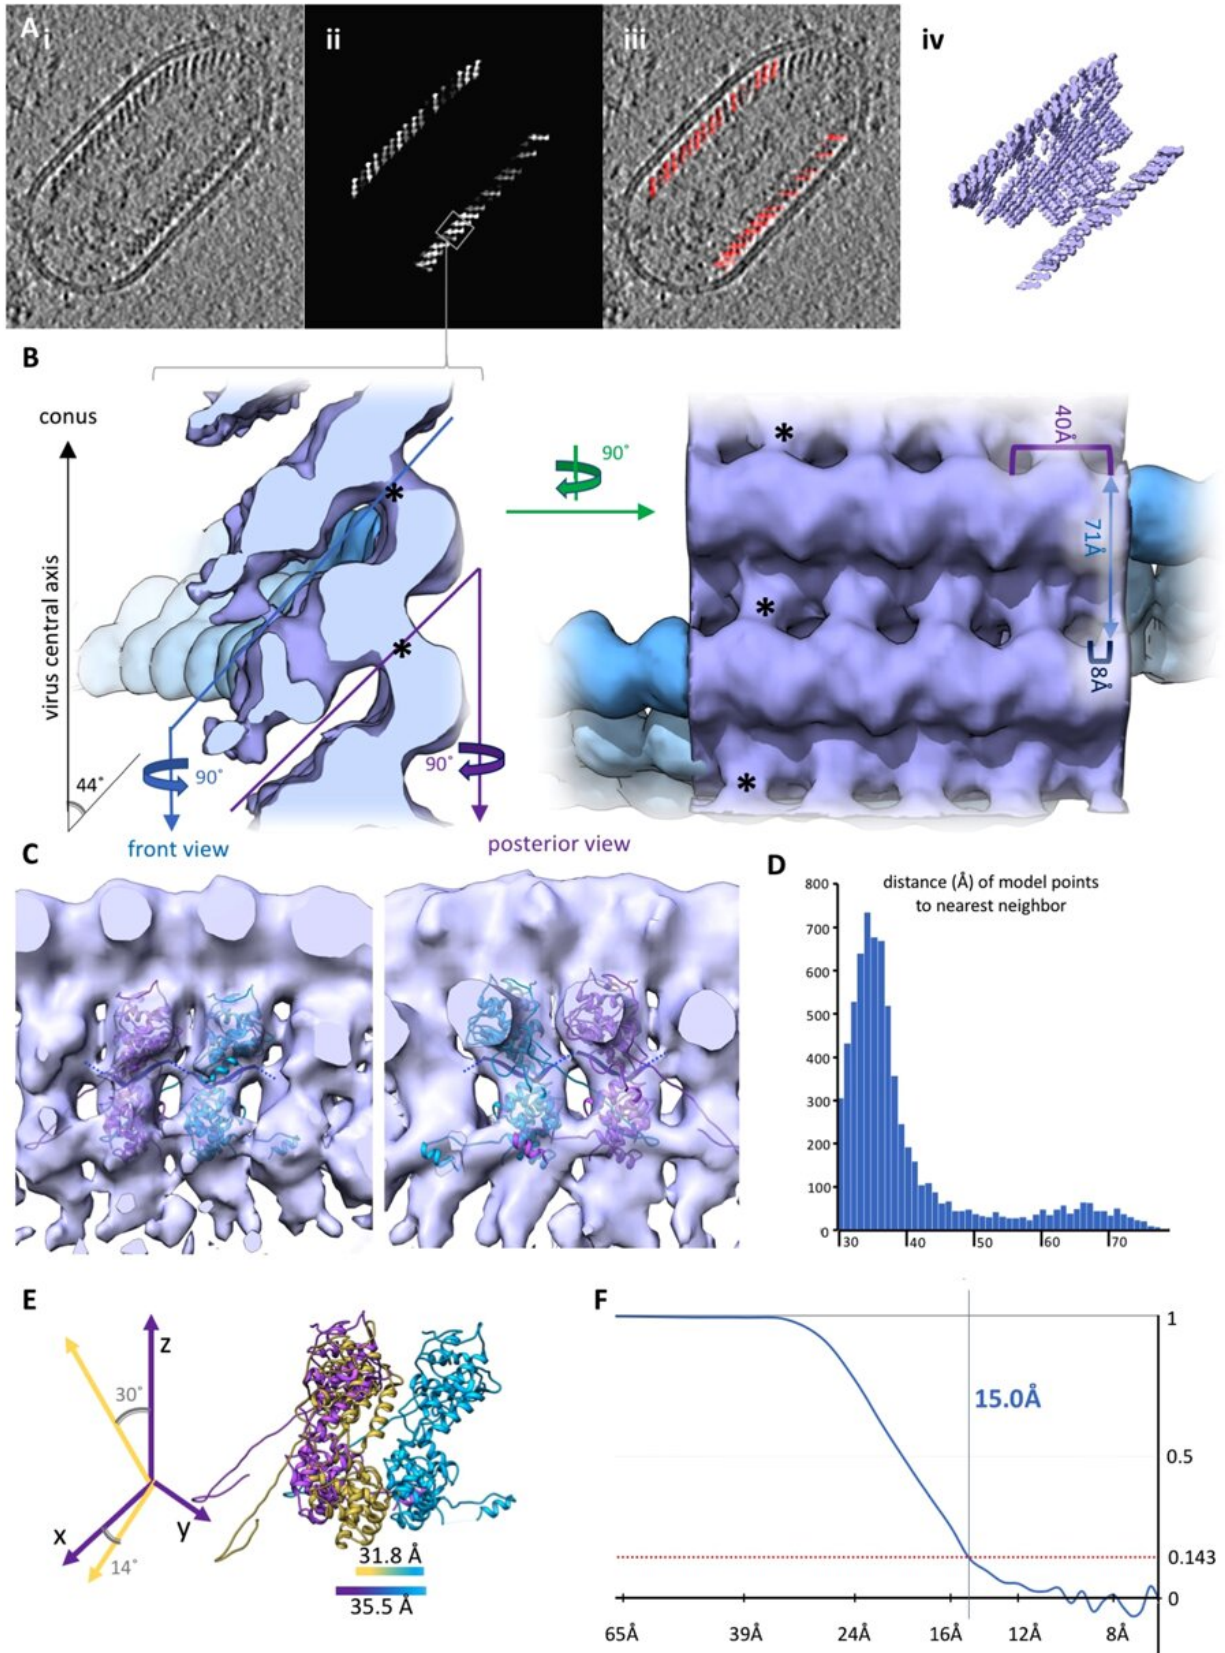 A
i
ii
iii
iv
B
conus
virus central axis
44°
*
*
90°
90°
front view
posterior view
90°
*
*
*
40Å
71Å
8Å
C
D
distance (Å) of model points
to nearest neighbor
800
700
600
500
400
300
200
100
0
30 40 50 60 70
E
z
30°
x
y
14°
31.8 Å
35.5 Å
F
1
15.0Å
0.5
0.143
0
65Å 39Å 24Å 16Å 12Å 8Å